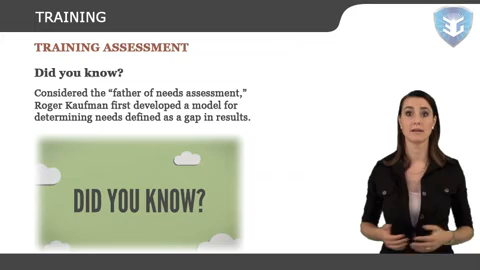 TRAINING
TRAINING ASSESSMENT
Did you know?
Considered the “father of needs assessment,”
Roger Kaufman first developed a model for
determining needs defined as a gap in results.
DID YOU KNOW?